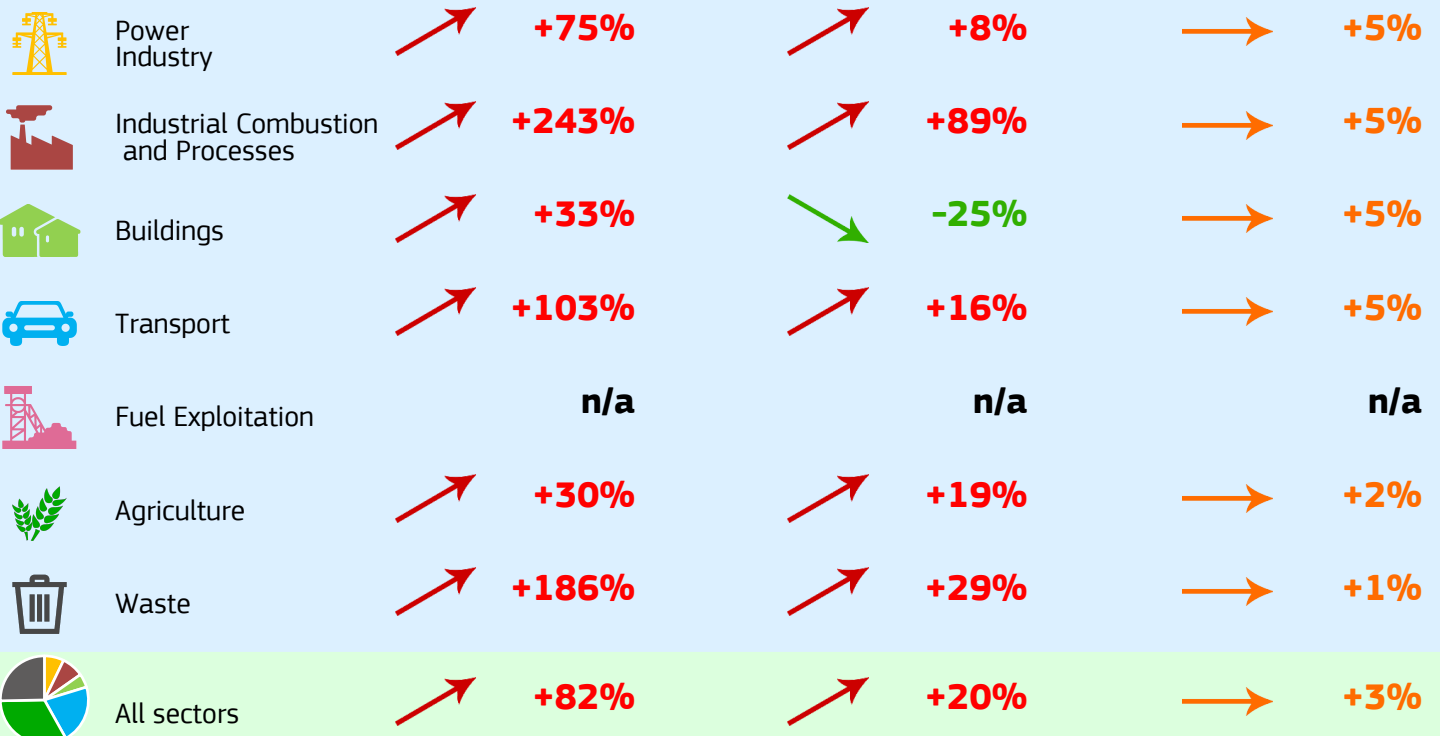 Power
Industry
+75%
+8%
+5%
Industrial Combustion
and Processes
+243%
+89%
+5%
Buildings
+33%
-25%
+5%
Transport
+103%
+16%
+5%
Fuel Exploitation
n/a
n/a
n/a
Agriculture
+30%
+19%
+2%
Waste
+186%
+29%
+1%
All sectors
+82%
+20%
+3%